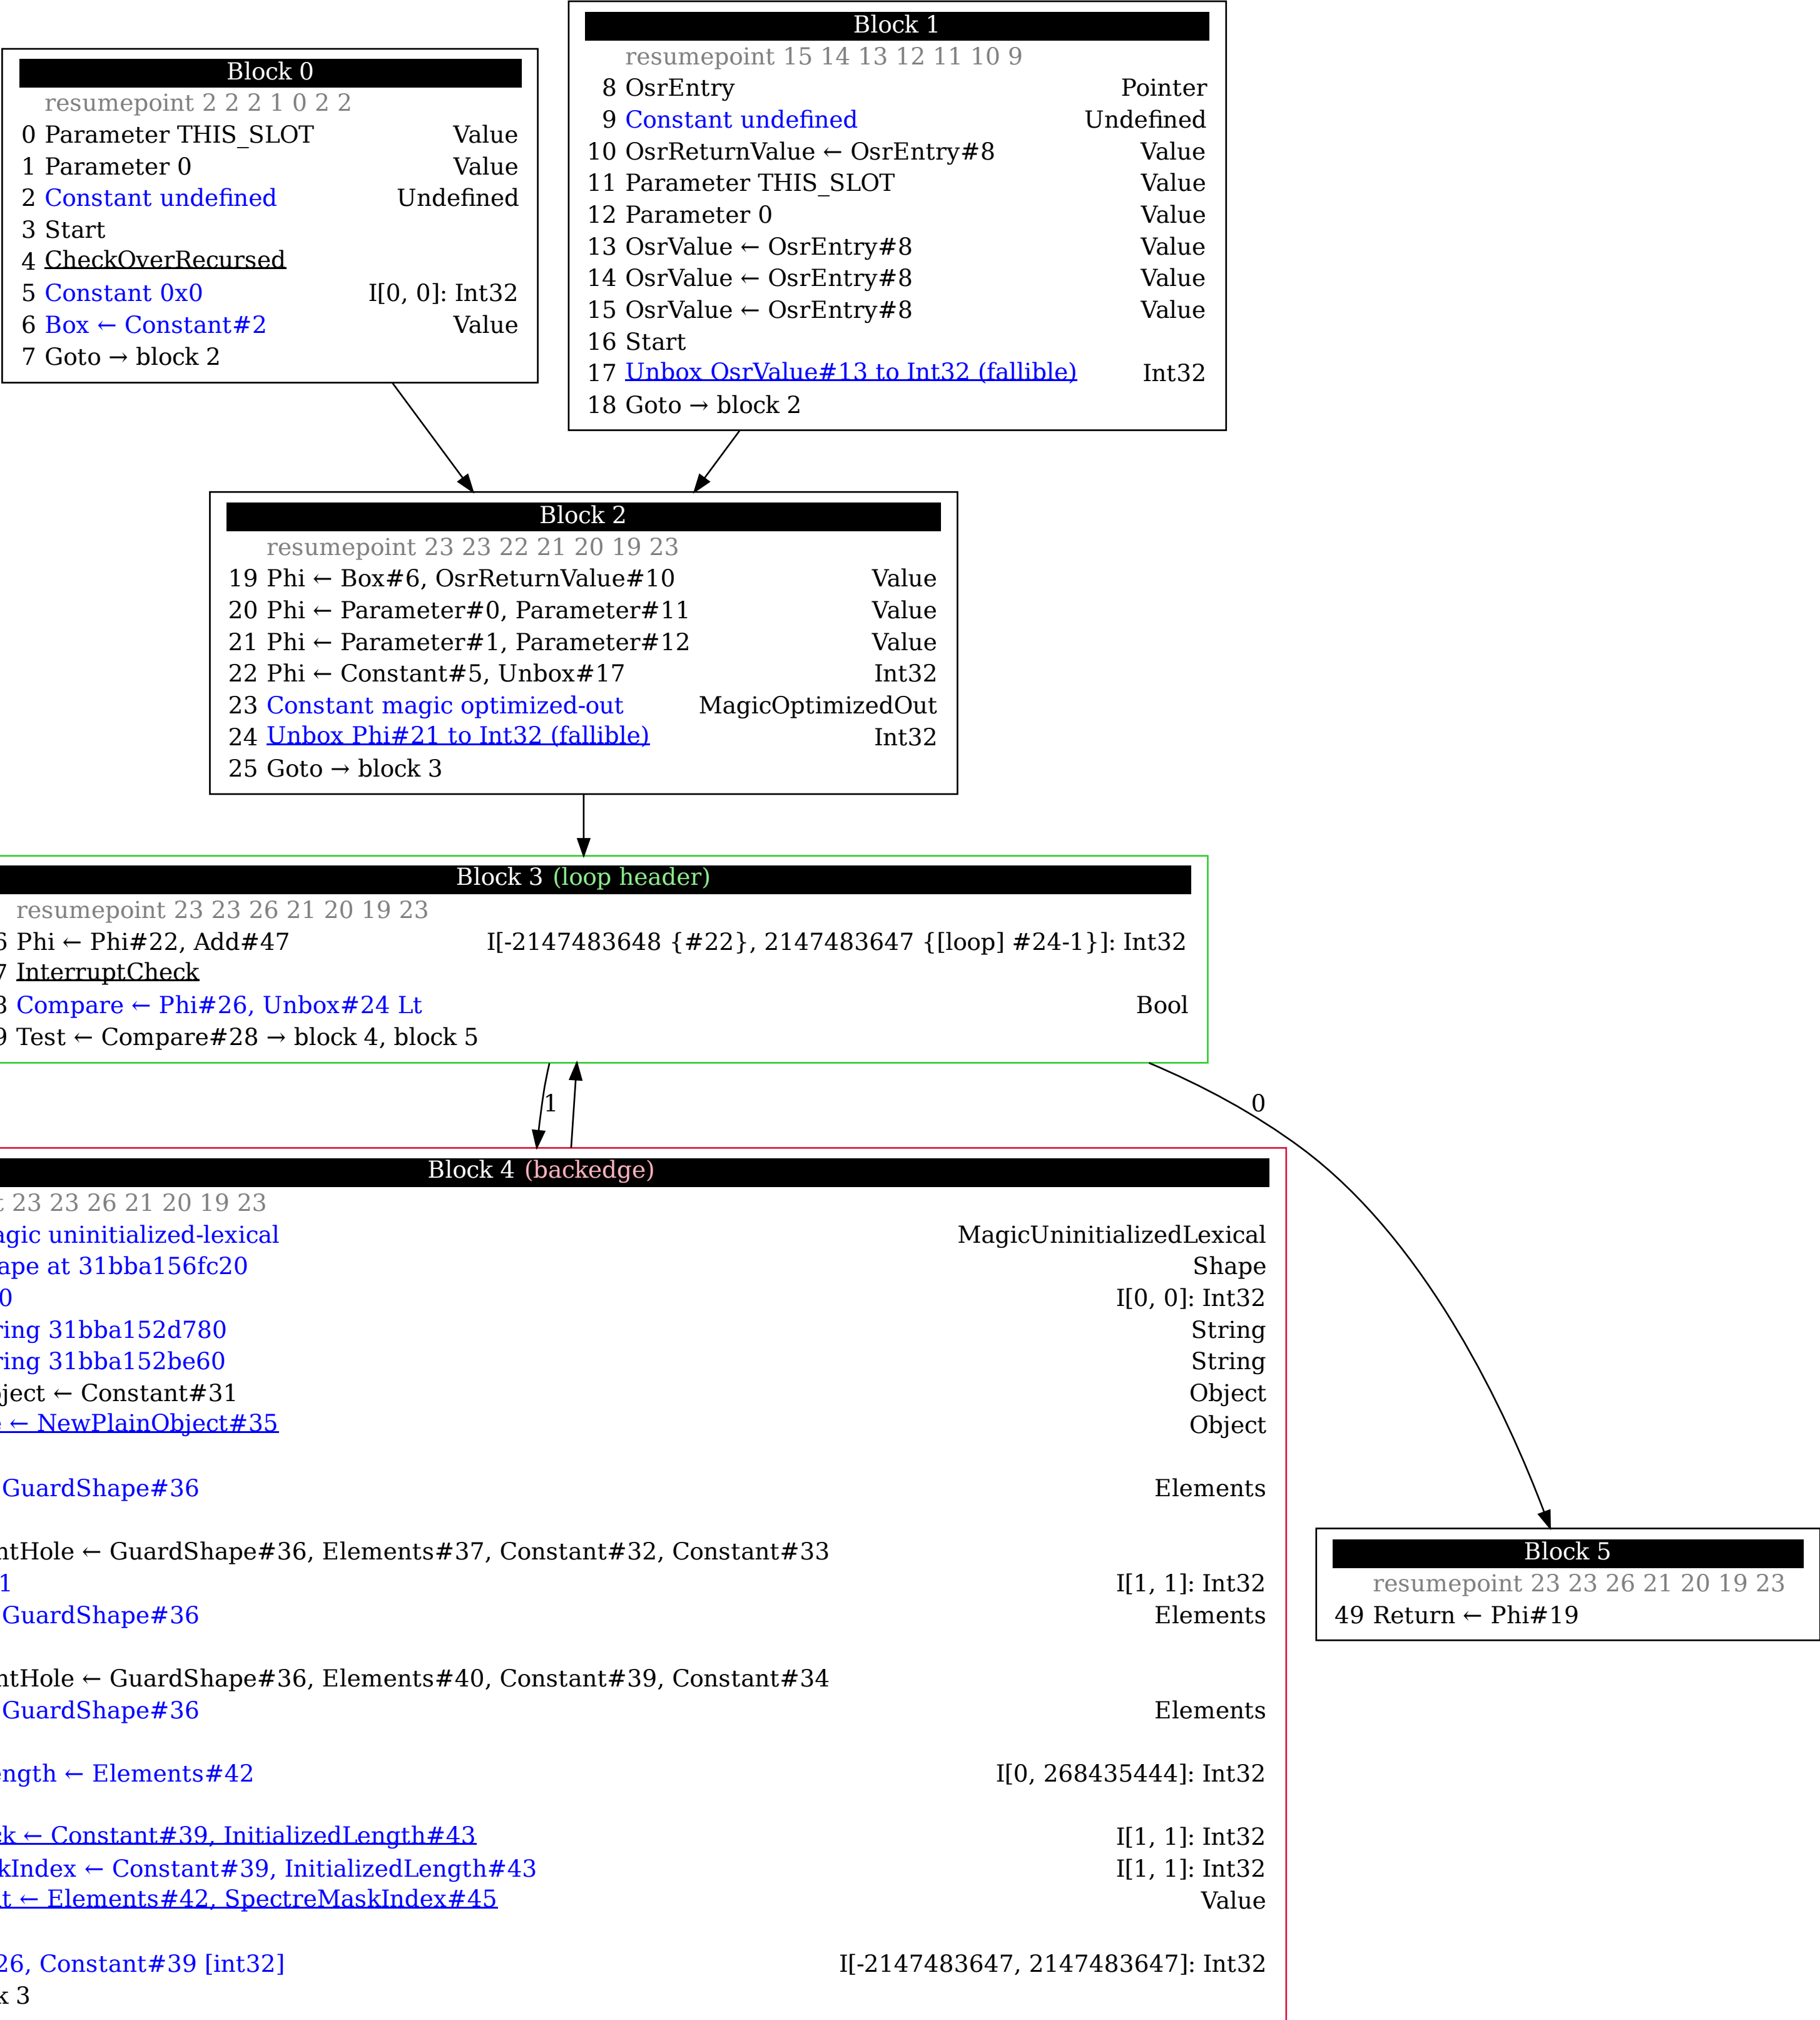 Block 0
resumepoint 2 2 2 1 0 2 2
0 Parameter THIS_SLOT Value
1 Parameter 0 Value
2 Constant undefined Undefined
3 Start
4 CheckOverRecursed
5 Constant 0x0 I[0, 0]: Int32
6 Box ← Constant#2 Value
7 Goto → block 2
Block 1
resumepoint 15 14 13 12 11 10 9
8 OsrEntry Pointer
9 Constant undefined Undefined
10 OsrReturnValue ← OsrEntry#8 Value
11 Parameter THIS_SLOT Value
12 Parameter 0 Value
13 OsrValue ← OsrEntry#8 Value
14 OsrValue ← OsrEntry#8 Value
15 OsrValue ← OsrEntry#8 Value
16 Start
17 Unbox OsrValue#13 to Int32 (fallible) Int32
18 Goto → block 2
Block 2
resumepoint 23 23 22 21 20 19 23
19 Phi ← Box#6, OsrReturnValue#10 Value
20 Phi ← Parameter#0, Parameter#11 Value
21 Phi ← Parameter#1, Parameter#12 Value
22 Phi ← Constant#5, Unbox#17 Int32
23 Constant magic optimized-out MagicOptimizedOut
24 Unbox Phi#21 to Int32 (fallible) Int32
25 Goto → block 3
Block 3 (loop header)
resumepoint 23 23 26 21 20 19 23
6 Phi ← Phi#22, Add#47 I[-2147483648 {#22}, 2147483647 {[loop] #24-1}]: Int32
7 InterruptCheck
8 Compare ← Phi#26, Unbox#24 Lt Bool
9 Test ← Compare#28 → block 4, block 5
1
0
Block 4 (backedge)
t 23 23 26 21 20 19 23
agic uninitialized-lexical MagicUninitializedLexical
ape at 31bba156fc20 Shape
0 I[0, 0]: Int32
ring 31bba152d780 String
ring 31bba152be60 String
ject ← Constant#31 Object
e ← NewPlainObject#35 Object
GuardShape#36 Elements
ntHole ← GuardShape#36, Elements#37, Constant#32, Constant#33
1 I[1, 1]: Int32
GuardShape#36 Elements
ntHole ← GuardShape#36, Elements#40, Constant#39, Constant#34
GuardShape#36 Elements
ength ← Elements#42 I[0, 268435444]: Int32
ck ← Constant#39, InitializedLength#43 I[1, 1]: Int32
kIndex ← Constant#39, InitializedLength#43 I[1, 1]: Int32
nt ← Elements#42, SpectreMaskIndex#45 Value
26, Constant#39 [int32] I[-2147483647, 2147483647]: Int32
k 3
Block 5
resumepoint 23 23 26 21 20 19 23
49 Return ← Phi#19